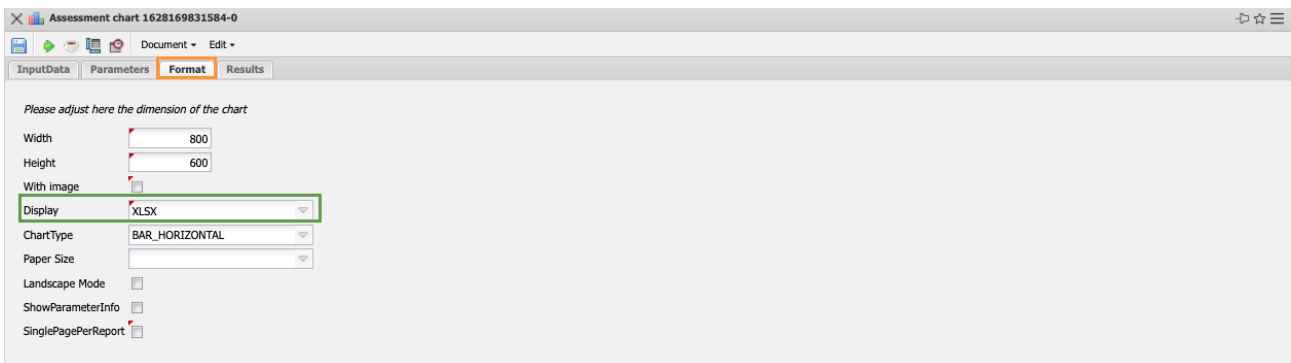 Assessment chart 1628169831584-0
Document Edit
InputData Parameters Format Results
Please adjust here the dimension of the chart
Width 800
Height 600
With image
Display XLSX
ChartType BAR_HORIZONTAL
Paper Size
Landscape Mode
ShowParameterInfo
SinglePagePerReport